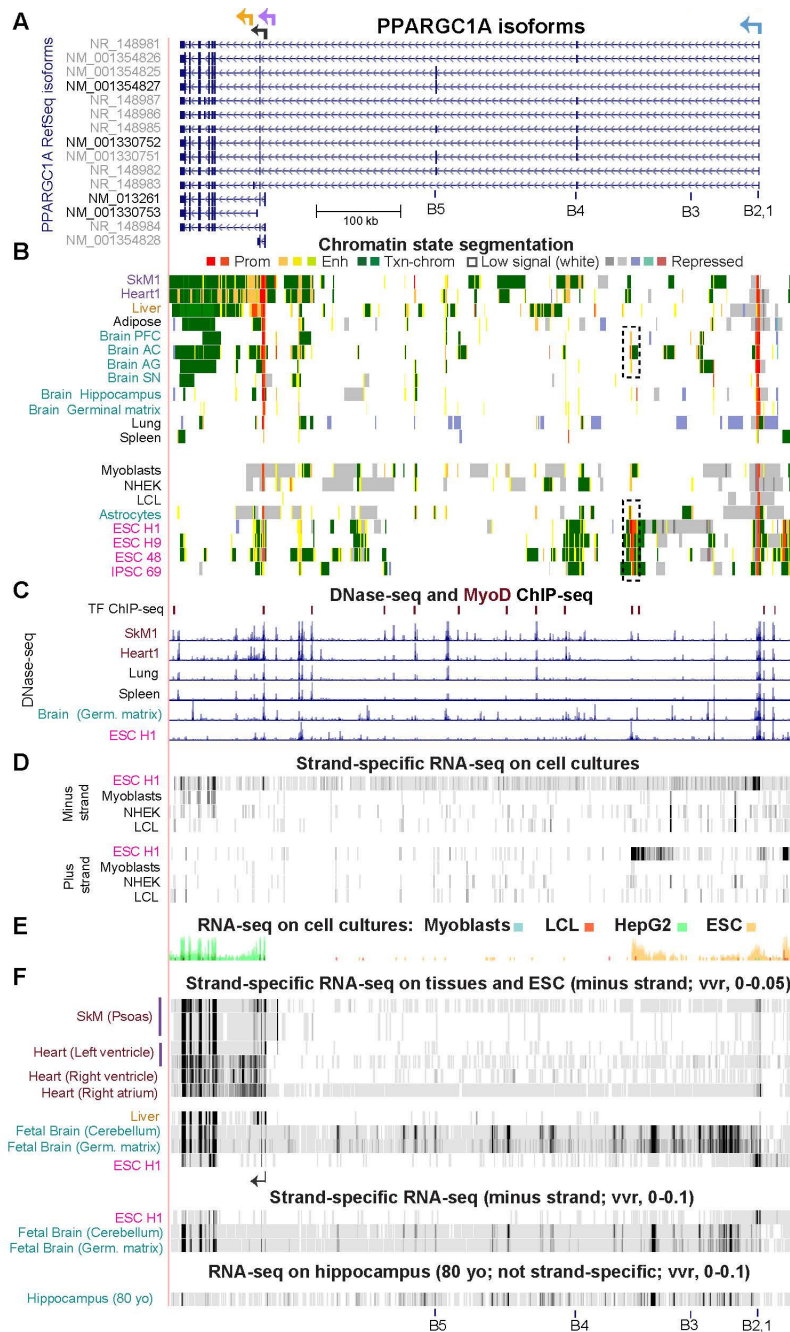 A
PPARGC1A isoforms
PPARGC1A RefSeq isoforms
NR_148981
NM_001354826
NM_001354825
NM_001354827
NR_148987
NR_148986
NR_148985
NM_001330752
NM_001330751
NR_148982
NR_148983
NM_013261
NM_001330753
NR_148984
NM_001354828
100 kb
B5 B4 B3 B2,1
B
Chromatin state segmentation
Prom Enh Txn-chrom Low signal (white) Repressed
SkM1
Heart1
Liver
Adipose
Brain PFC
Brain AC
Brain AG
Brain SN
Brain Hippocampus
Brain Germinal matrix
Lung
Spleen
Myoblasts
NHEK
LCL
Astrocytes
ESC H1
ESC H9
ESC 48
IPSC 69
C
DNase-seq and MyoD ChIP-seq
TF ChIP-seq
DNase-seq
SkM1
Heart1
Lung
Spleen
Brain (Germ. matrix)
ESC H1
D
Strand-specific RNA-seq on cell cultures
Minus strand
ESC H1
Myoblasts
NHEK
LCL
Plus strand
ESC H1
Myoblasts
NHEK
LCL
E
RNA-seq on cell cultures: Myoblasts LCL HepG2 ESC
F
Strand-specific RNA-seq on tissues and ESC (minus strand; vvr, 0-0.05)
SkM (Psoas)
Heart (Left ventricle)
Heart (Right ventricle)
Heart (Right atrium)
Liver
Fetal Brain (Cerebellum)
Fetal Brain (Germ. matrix)
ESC H1
Strand-specific RNA-seq (minus strand; vvr, 0-0.1)
ESC H1
Fetal Brain (Cerebellum)
Fetal Brain (Germ. matrix)
RNA-seq on hippocampus (80 yo; not strand-specific; vvr, 0-0.1)
Hippocampus (80 yo)
B5 B4 B3 B2,1